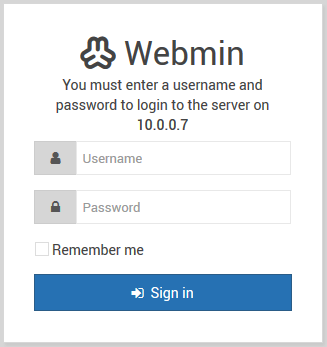 Webmin
You must enter a username and
password to login to the server on
10.0.0.7
Username
Password
Remember me
Sign in